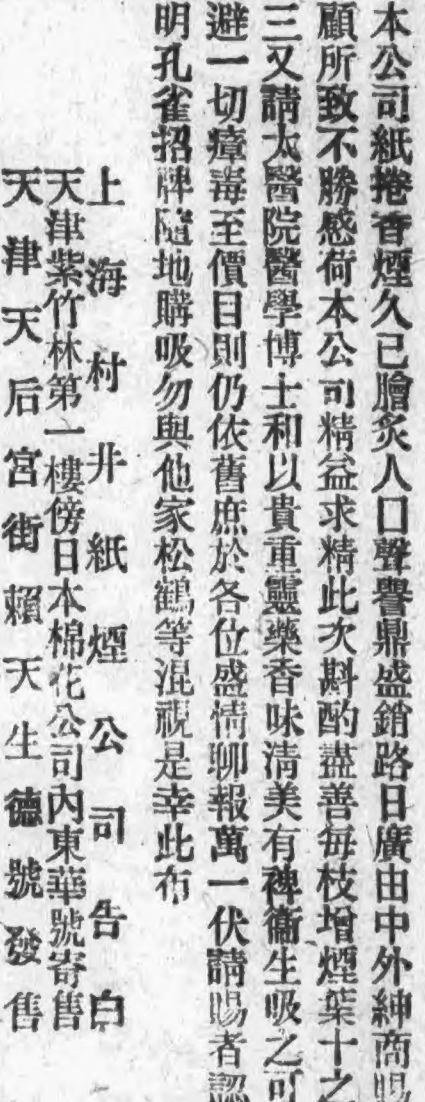 本公司紙捲香煙久已膾炙人口聲譽鼎盛銷路日廣由中外紳商賜
顧所致不勝感荷本公司精益求精此次斟酌盡善每枝增煙葉十之
三又請太醫院醫學博士和以貴重靈藥香味清美有裨衞生吸之可
避一切瘴毒至價目則仍依舊庶於各位盛情聊報萬一伏請賜者認
明孔雀招牌隨地購吸勿與他家松鶴等混視是幸此布
上海村井紙煙公司告白
天津紫竹林第一樓傍日本棉花公司內東華號寄售
天津天后宮街賴天生德號發售